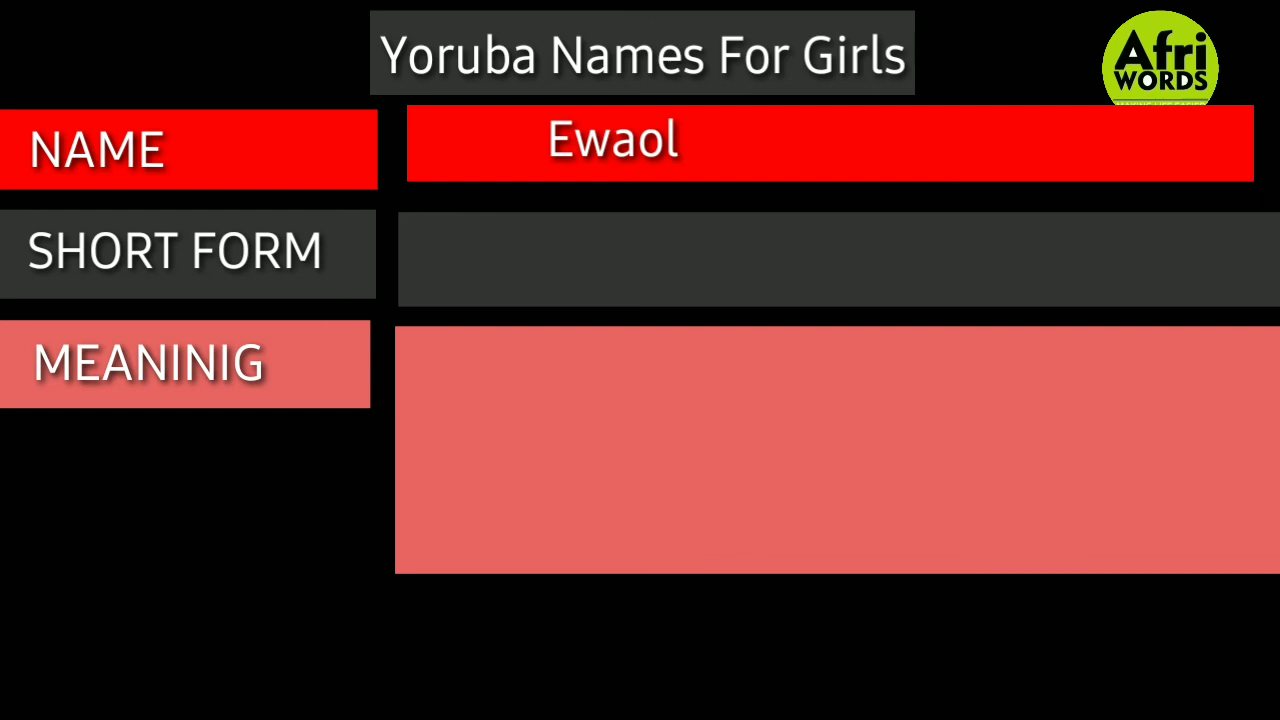 Yoruba Names For Girls
Afri
WORDS
NAME
Ewaol
SHORT FORM
MEANINIG